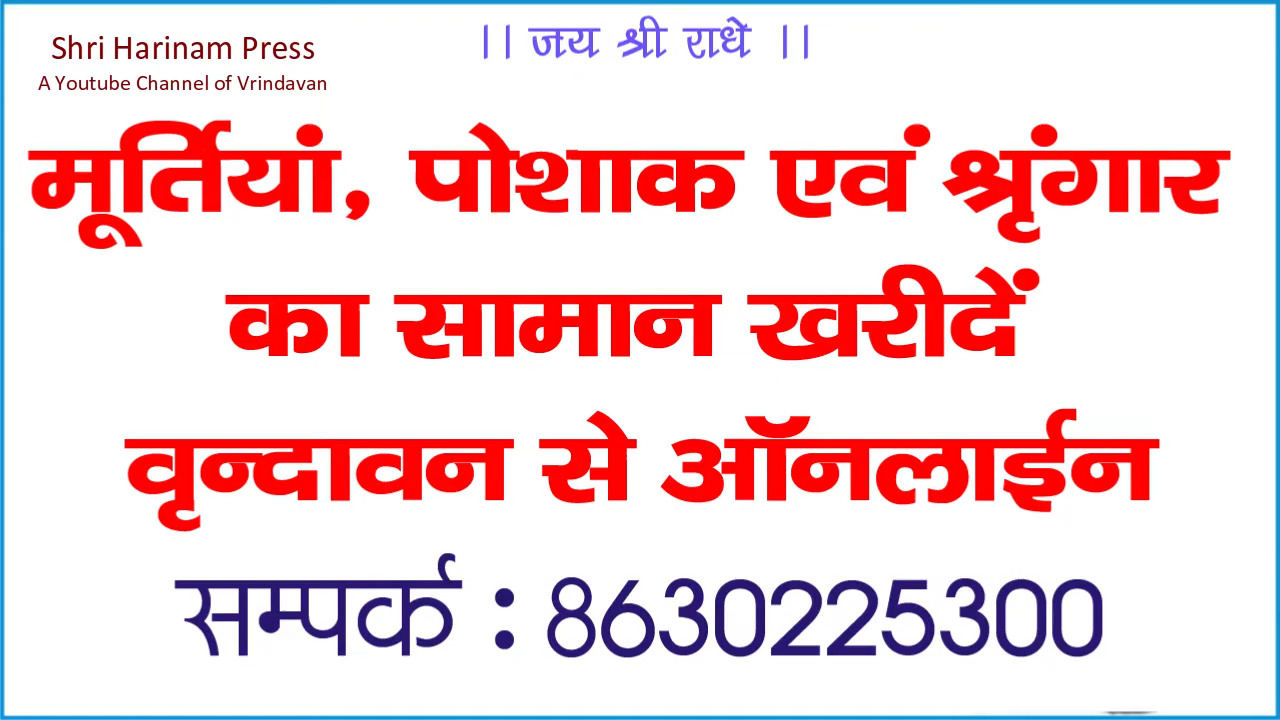 Shri Harinam Press
A Youtube Channel of Vrindavan
।। जय श्री राधे ।।
मूर्तियां, पोशाक एवं श्रृंगार
का सामान खरीदें
वृन्दावन से ऑनलाईन
सम्पर्क : 8630225300